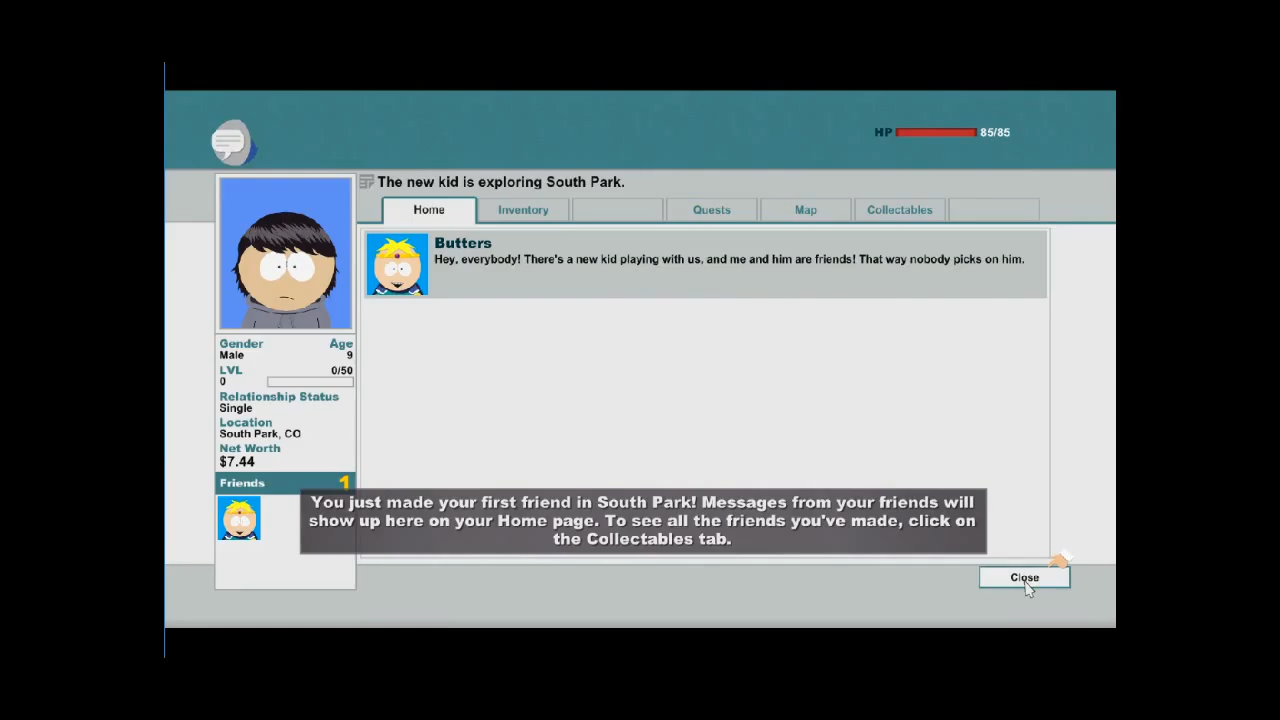 HP 85/85
The new kid is exploring South Park.
Home Inventory Quests Map Collectables
Butters
Hey, everybody! There's a new kid playing with us, and me and him are friends! That way nobody picks on him.
Gender Age
Male 9
LVL 0/50
0
Relationship Status
Single
Location
South Park, CO
Net Worth
$7.44
Friends 1
You just made your first friend in South Park! Messages from your friends will
show up here on your Home page. To see all the friends you've made, click on
the Collectables tab.
Close